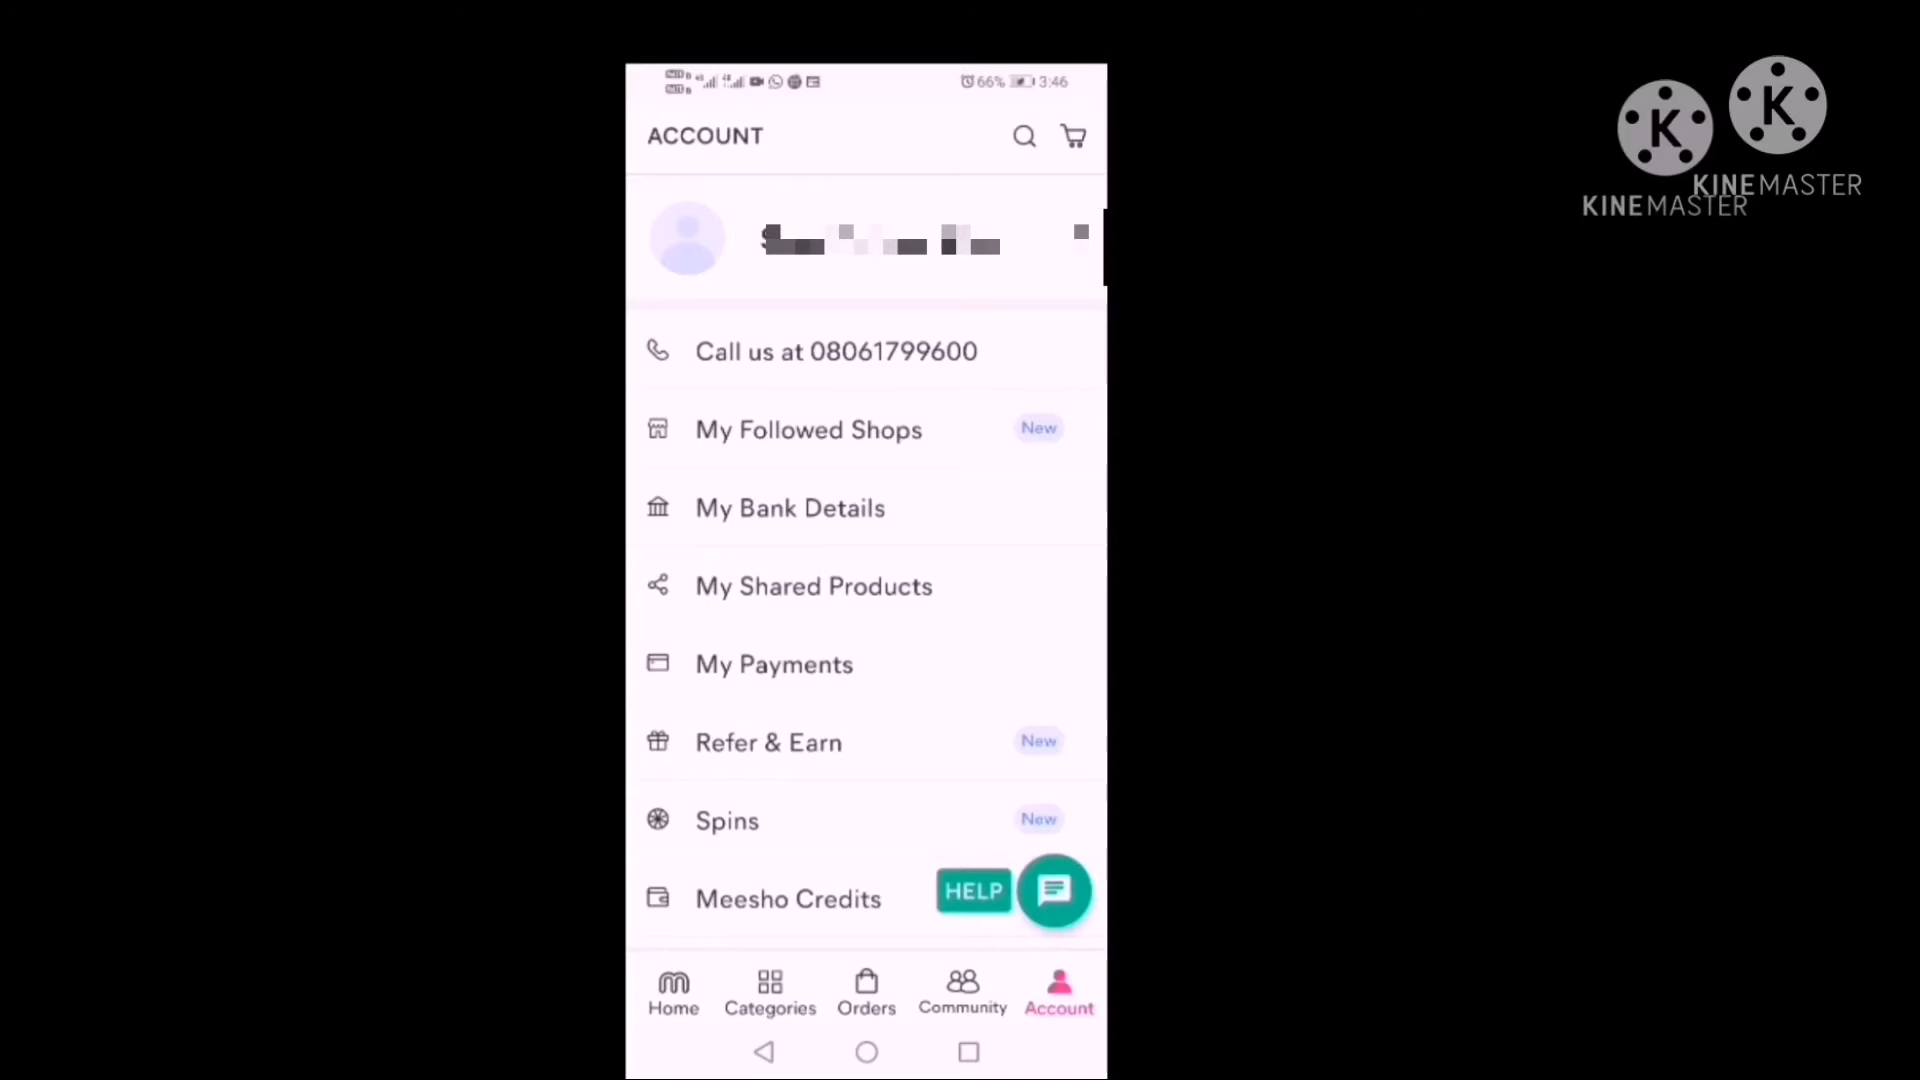 66% 3:46
ACCOUNT
Call us at 08061799600
My Followed Shops New
My Bank Details
My Shared Products
My Payments
Refer & Earn New
Spins New
Meesho Credits HELP
Home Categories Orders Community Account
K K
KINEMASTER
KINEMASTER